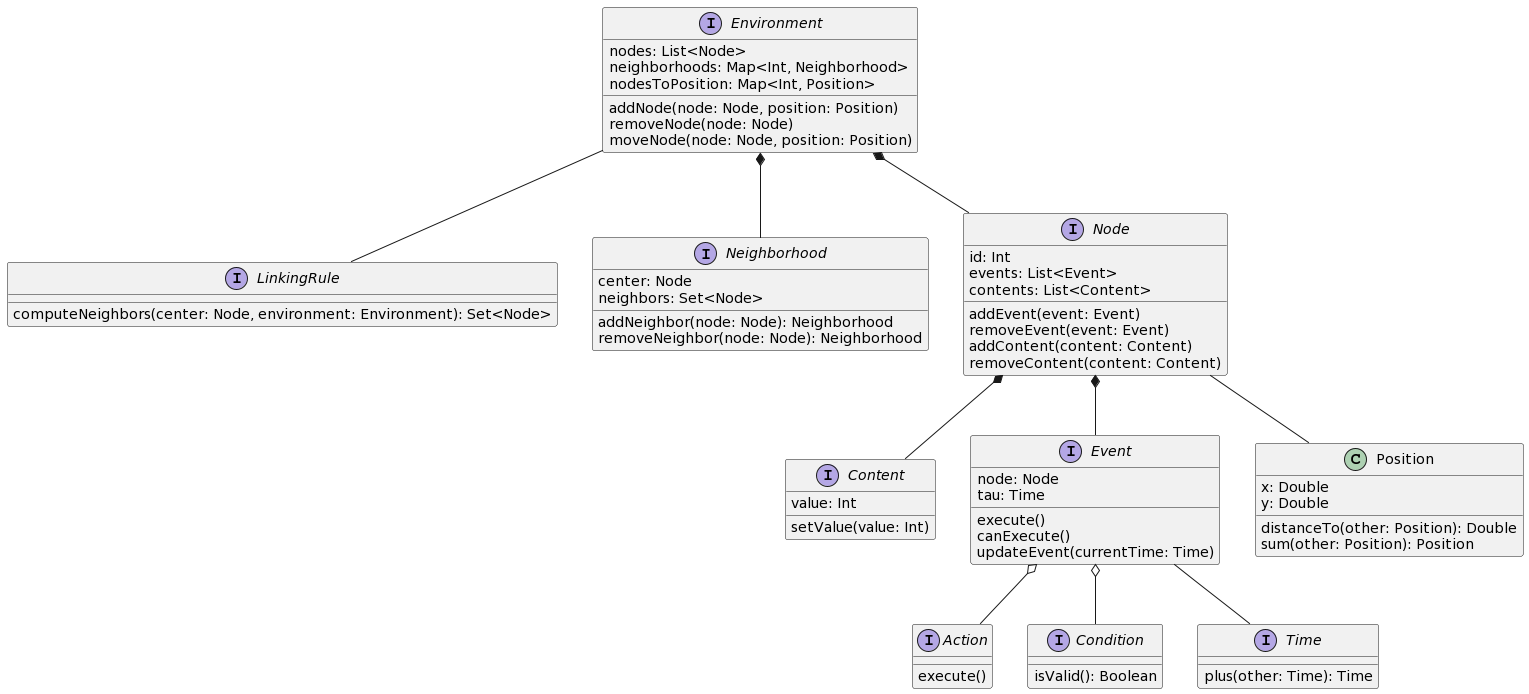 I Environment
nodes: List<Node>
neighborhoods: Map<Int, Neighborhood>
nodesToPosition: Map<Int, Position>
addNode(node: Node, position: Position)
removeNode(node: Node)
moveNode(node: Node, position: Position)
I LinkingRule
computeNeighbors(center: Node, environment: Environment): Set<Node>
I Neighborhood
center: Node
neighbors: Set<Node>
addNeighbor(node: Node): Neighborhood
removeNeighbor(node: Node): Neighborhood
I Node
id: Int
events: List<Event>
contents: List<Content>
addEvent(event: Event)
removeEvent(event: Event)
addContent(content: Content)
removeContent(content: Content)
I Content
value: Int
setValue(value: Int)
I Event
node: Node
tau: Time
execute()
canExecute()
updateEvent(currentTime: Time)
C Position
x: Double
y: Double
distanceTo(other: Position): Double
sum(other: Position): Position
I Action
execute()
I Condition
isValid(): Boolean
I Time
plus(other: Time): Time